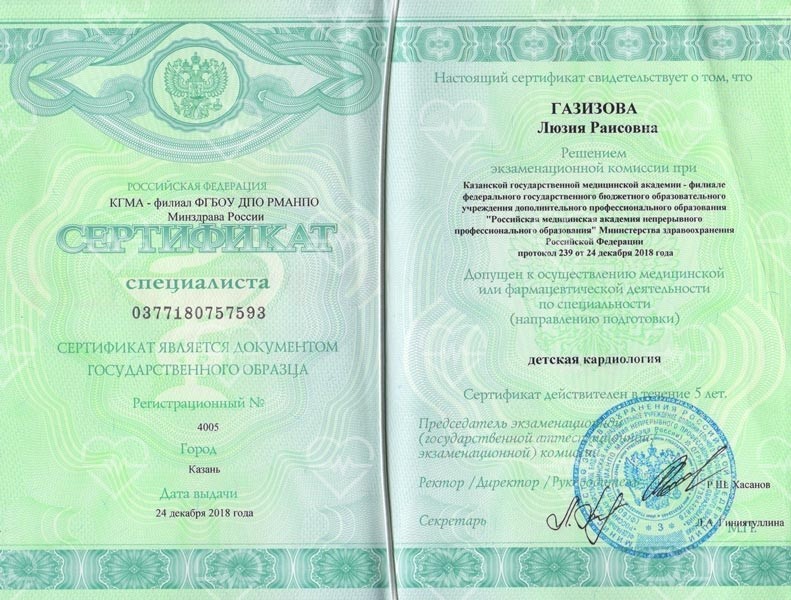 РОССИЙСКАЯ ФЕДЕРАЦИЯ
КГМА - филиал ФГБОУ ДПО РМАНПО
Минздрава России
СЕРТИФИКАТ
специалиста
0377180757593
СЕРТИФИКАТ ЯВЛЯЕТСЯ ДОКУМЕНТОМ
ГОСУДАРСТВЕННОГО ОБРАЗЦА
Регистрационный №
4005
Город
Казань
Дата выдачи
24 декабря 2018 года
Настоящий сертификат свидетельствует о том, что
ГАЗИЗОВА
Люзия Раисовна
Решением
экзаменационной комиссии при
Казанской государственной медицинской академии - филиале
федерального государственного бюджетного образовательного
учреждения дополнительного профессионального образования
"Российская медицинская академия непрерывного
профессионального образования" Министерства здравоохранения
Российской Федерации
протокол 239 от 24 декабря 2018 года
Допущен к осуществлению медицинской
или фармацевтической деятельности
по специальности
(направлению подготовки)
детская кардиология
Сертификат действителен в течение 5 лет.
Председатель экзаменационной
(государственной аттестационной,
экзаменационной) комиссии
Ректор /Директор / Руководитель
Р.Ш. Хасанов
Секретарь
Л.А. Гиниятуллина
М.П.